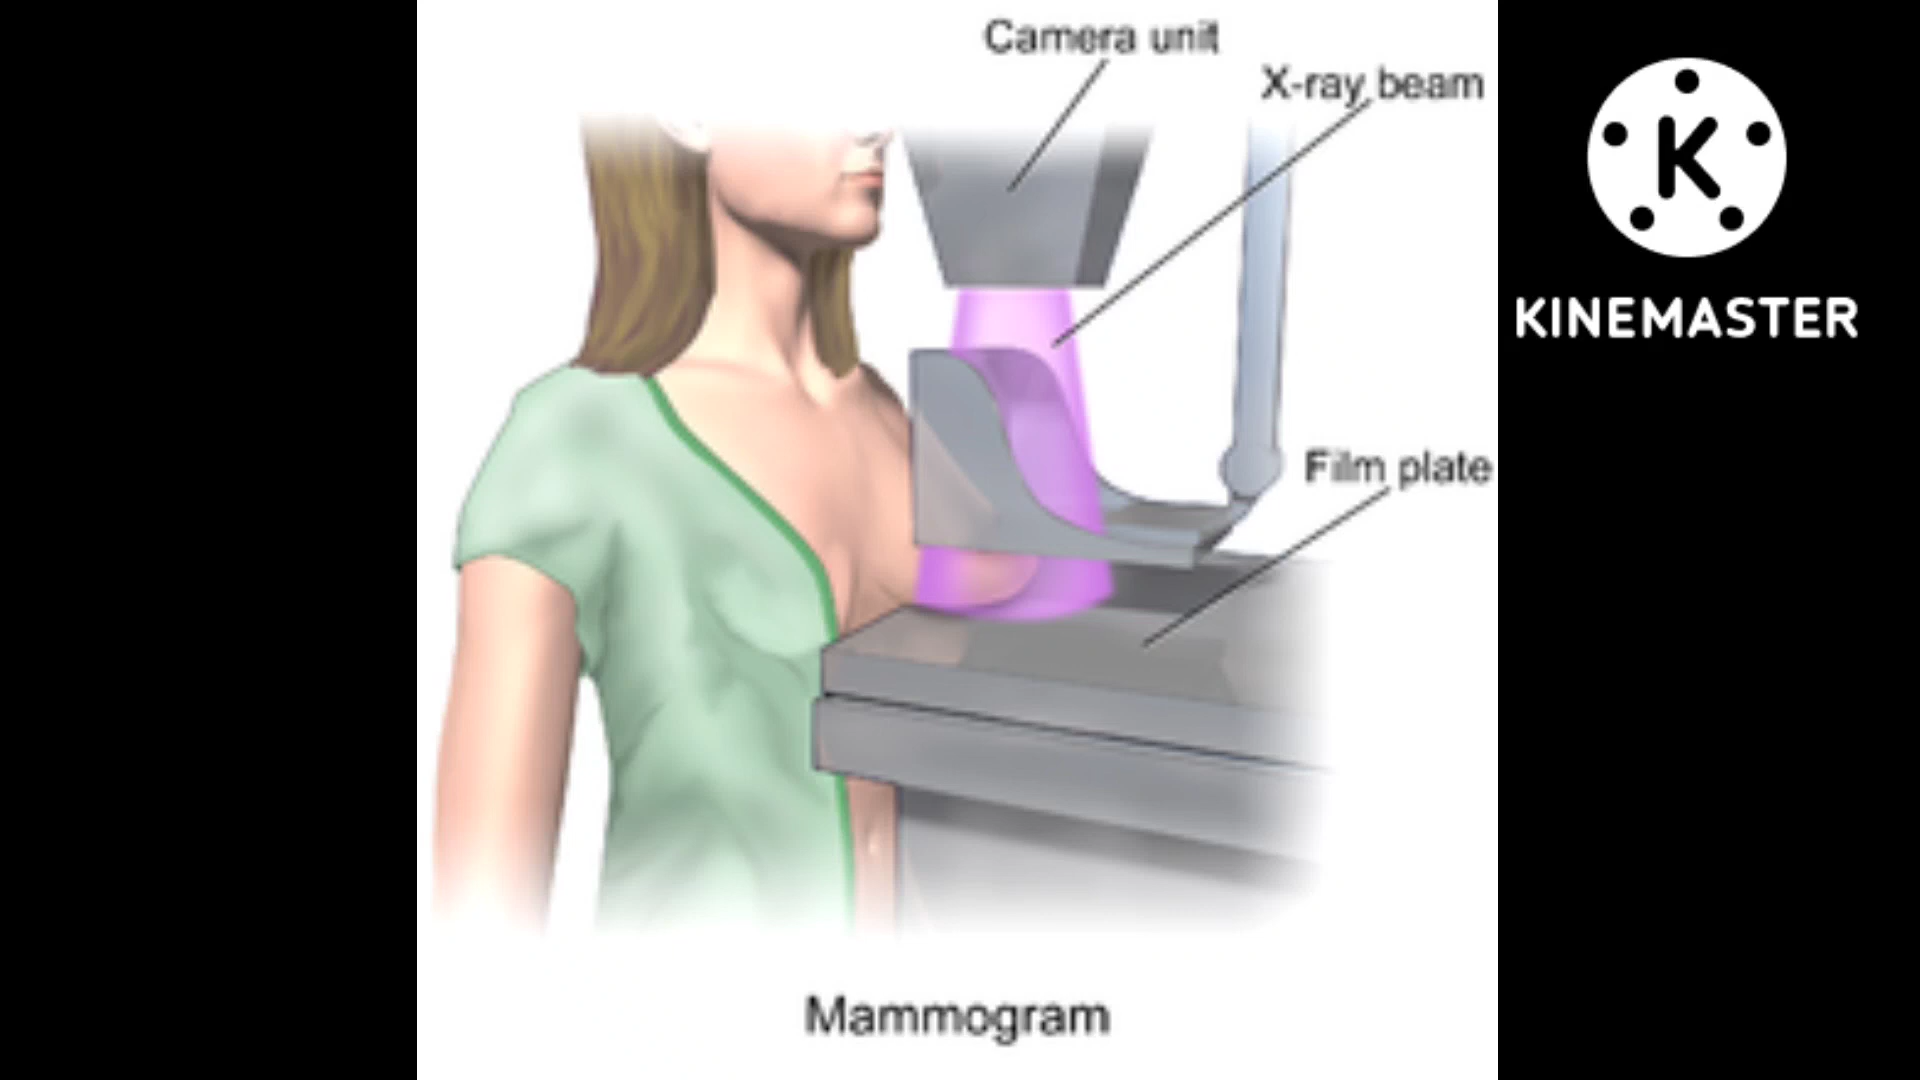 Camera unit
X-ray beam
K
KINEMASTER
Film plate
Mammogram